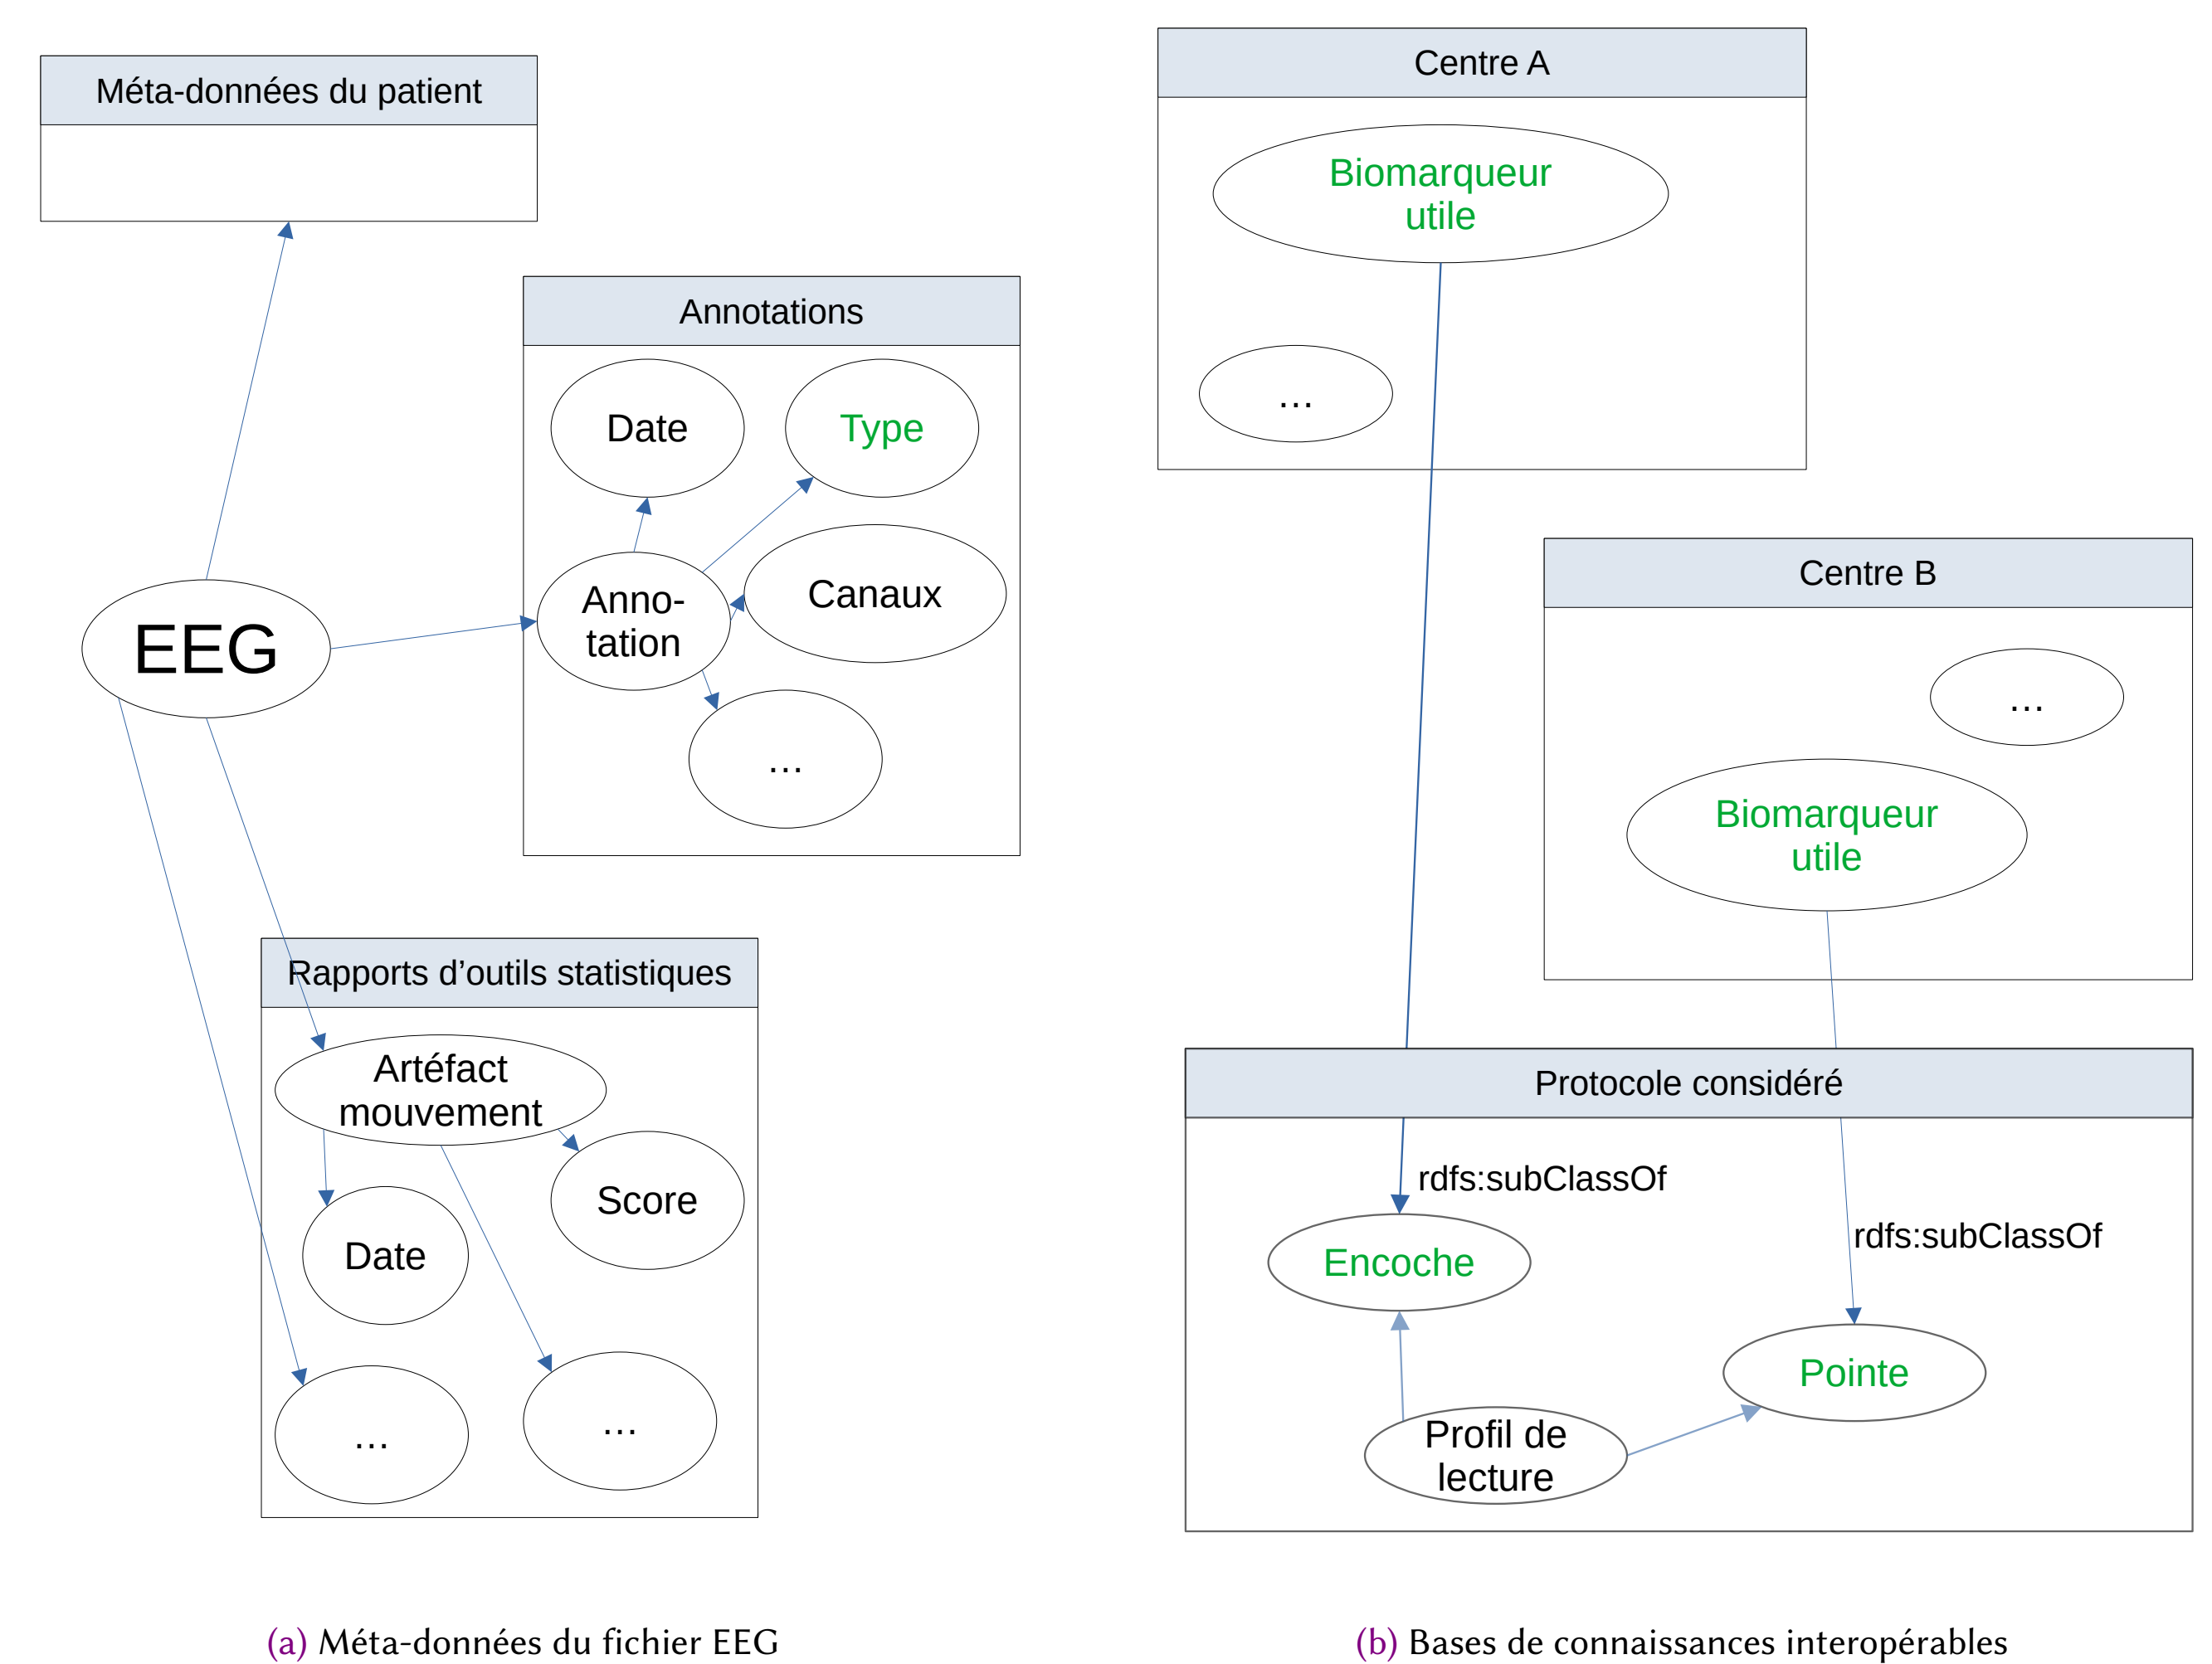 Méta-données du patient
Annotations
Date
Type
Anno-
tation
Canaux
...
EEG
Rapports d’outils statistiques
Artéfact
mouvement
Score
Date
...
...
(a) Méta-données du fichier EEG
Centre A
Biomarqueur
utile
...
Centre B
...
Biomarqueur
utile
Protocole considéré
rdfs:subClassOf
rdfs:subClassOf
Encoche
Pointe
Profil de
lecture
(b) Bases de connaissances interopérables